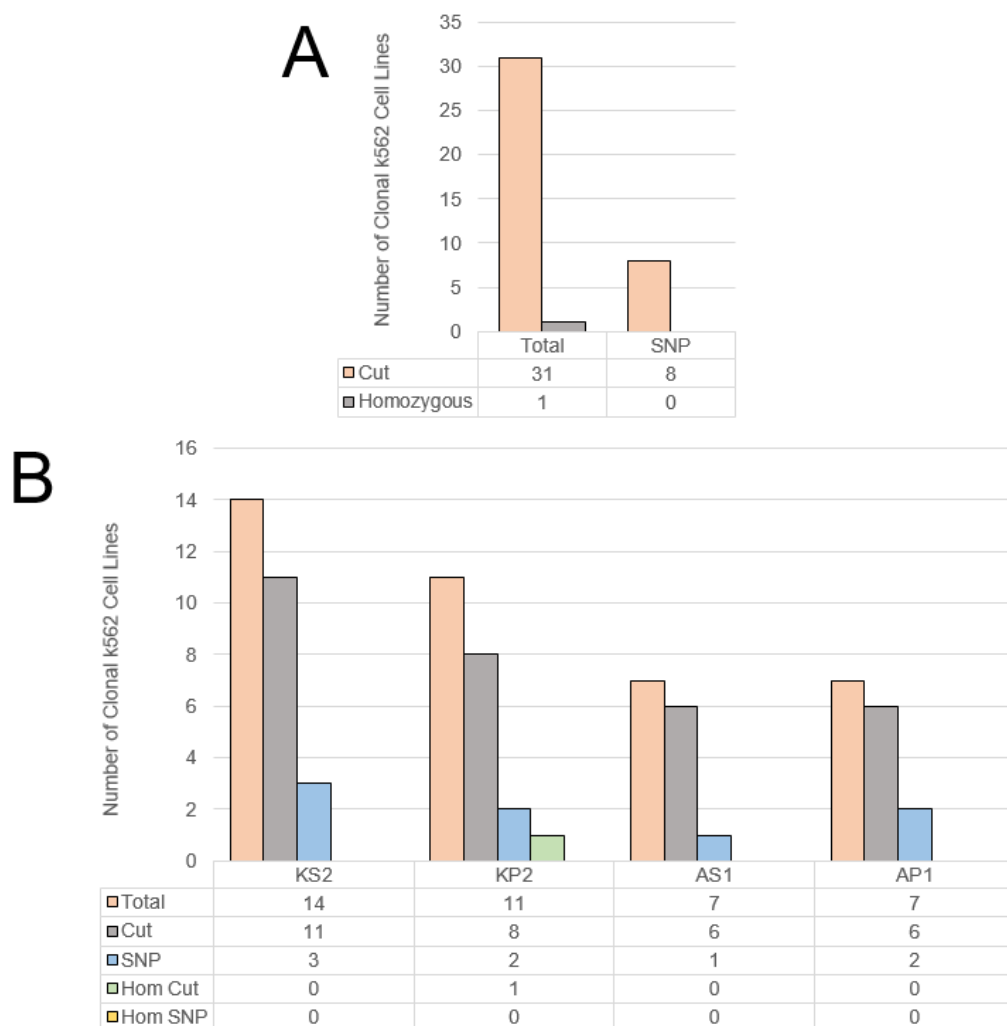 A
Number of Clonal k562 Cell Lines
35
30
25
20
15
10
5
0
Total SNP
Cut 31 8
Homozygous 1 0
B
Number of Clonal k562 Cell Lines
16
14
12
10
8
6
4
2
0
KS2 KP2 AS1 AP1
Total 14 11 7 7
Cut 11 8 6 6
SNP 3 2 1 2
Hom Cut 0 1 0 0
Hom SNP 0 0 0 0